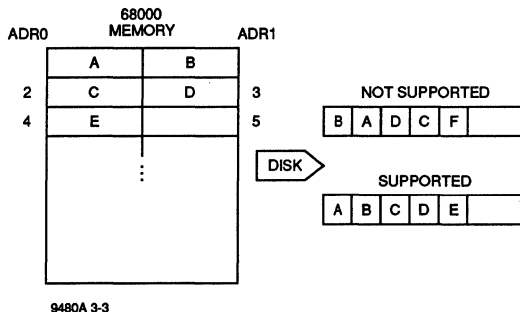 68000
ADR0 MEMORY ADR1
A B
2 C D 3
4 E 5
NOT SUPPORTED
B A D C F
DISK
SUPPORTED
A B C D E
9480A 3-3